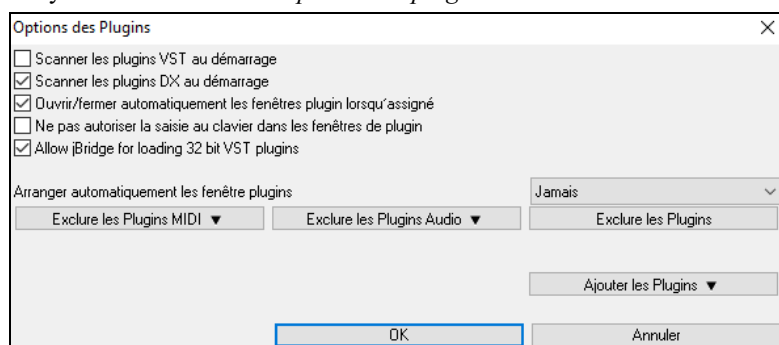 Options des Plugins
Scanner les plugins VST au démarrage
Scanner les plugins DX au démarrage
Ouvrir/fermer automatiquement les fenêtres plugin lorsqu'assigné
Ne pas autoriser la saisie au clavier dans les fenêtres de plugin
Allow jBridge for loading 32 bit VST plugins
Arranger automatiquement les fenêtre plugins Jamais
Exclure les Plugins MIDI ▼ Exclure les Plugins Audio ▼ Exclure les Plugins
Ajouter les Plugins ▼
OK Annuler